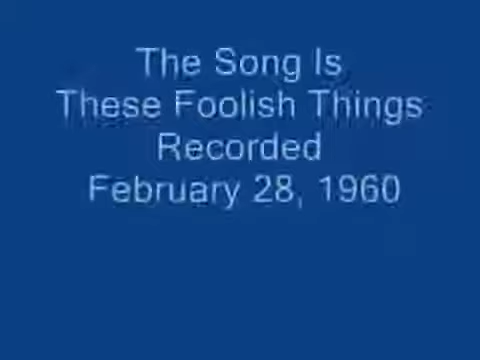 The Song Is
These Foolish Things
Recorded
February 28, 1960